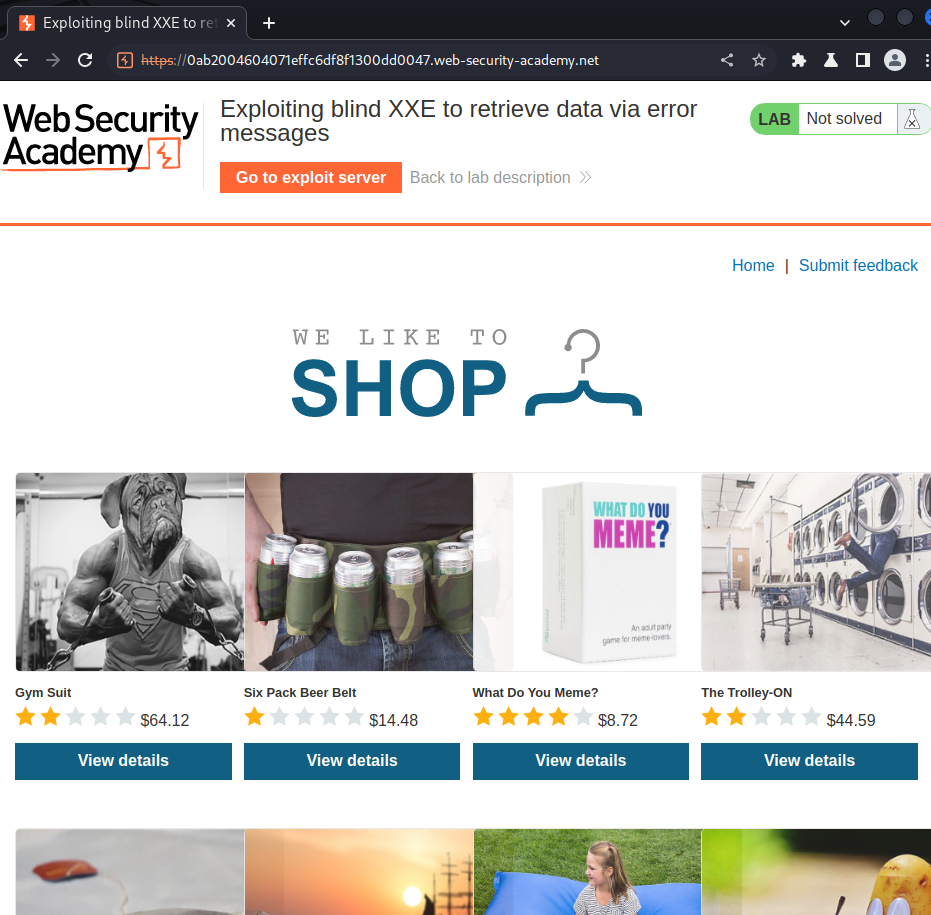 Exploiting blind XXE to ret
https://0ab2004604071effc6df8f1300dd0047.web-security-academy.net
Web Security
Academy
Exploiting blind XXE to retrieve data via error
messages
LAB Not solved
Go to exploit server Back to lab description
Home | Submit feedback
WE LIKE TO
SHOP
WHAT DO YOU
MEME?
An adult party
game for meme-lovers.
Gym Suit Six Pack Beer Belt What Do You Meme? The Trolley-ON
$64.12 $14.48 $8.72 $44.59
View details View details View details View details